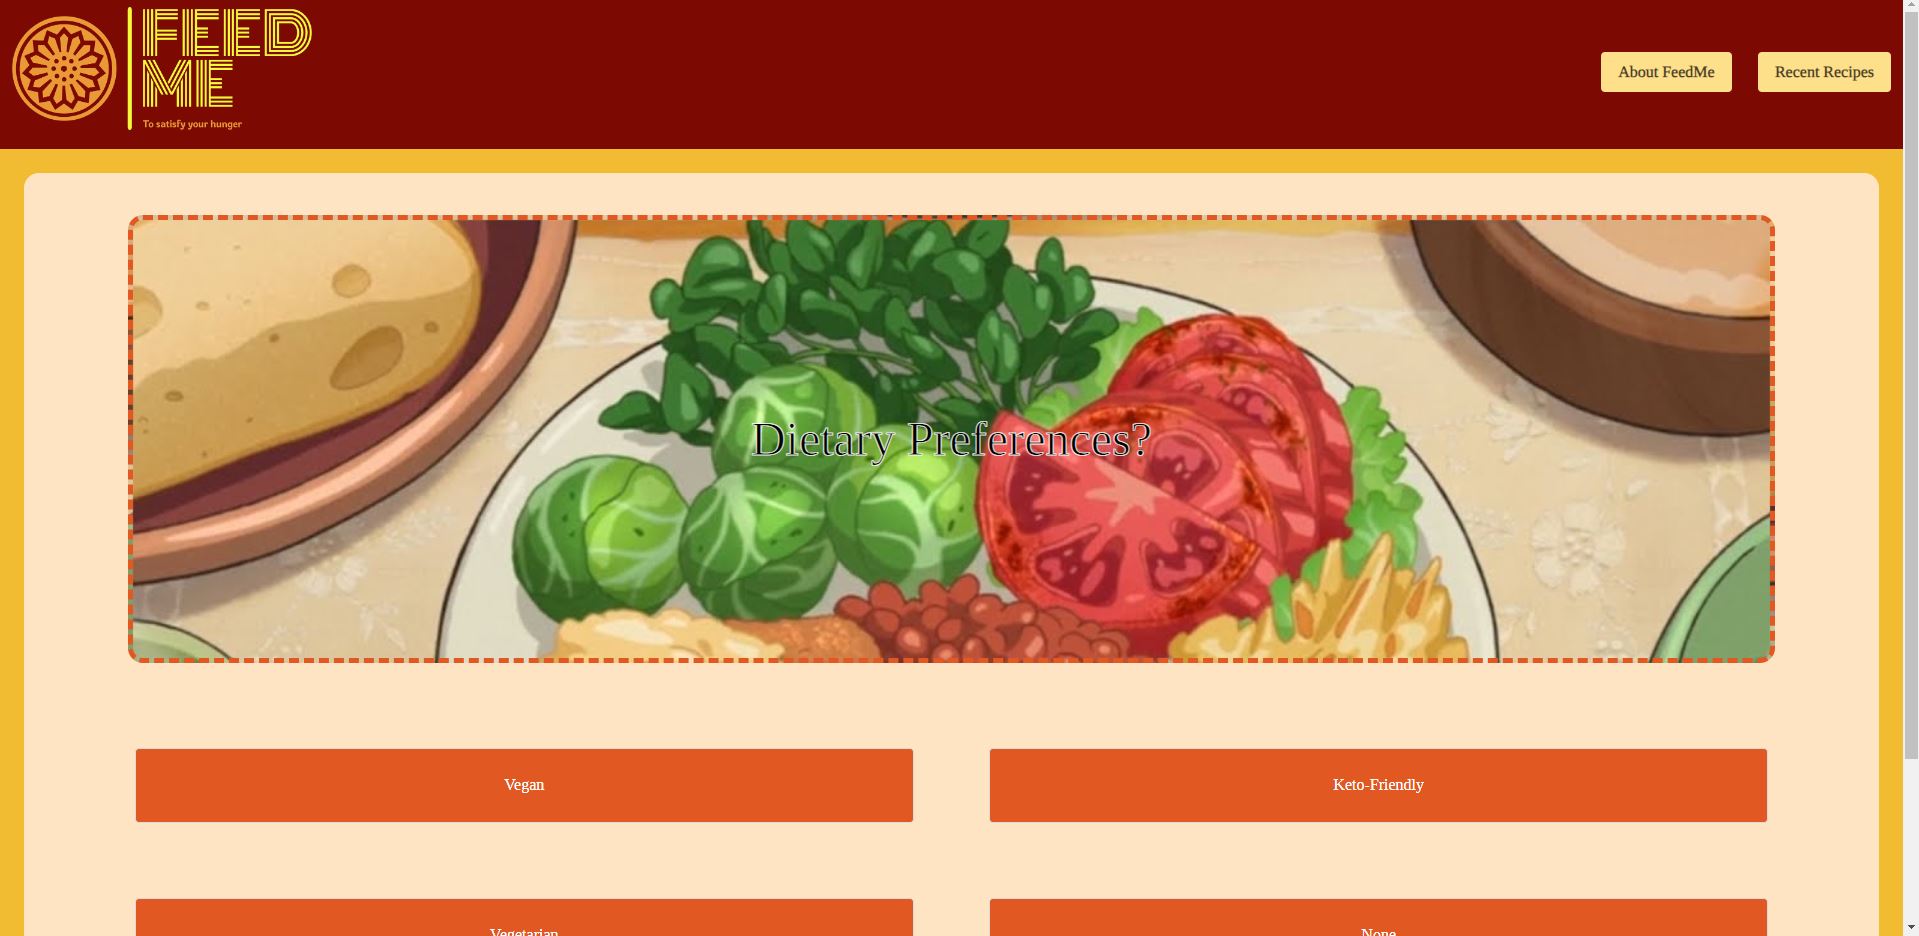 FEED
ME
To satisfy your hunger
About FeedMe
Recent Recipes
Dietary Preferences?
Vegan
Keto-Friendly
Vegetarian
None